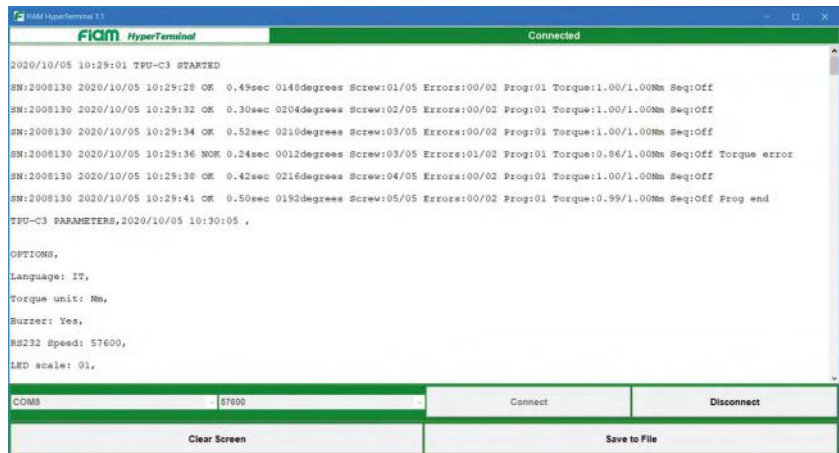 FIAM HyperTerminal 1.1
FIAM HyperTerminal
Connected
2020/10/05 10:29:01 TPU-C3 STARTED
SN:2008130 2020/10/05 10:29:28 OK 0.49sec 0148degrees Screw:01/05 Errors:00/02 Prog:01 Torque:1.00/1.00Nm Seq:Off
SN:2008130 2020/10/05 10:29:32 OK 0.30sec 0204degrees Screw:02/05 Errors:00/02 Prog:01 Torque:1.00/1.00Nm Seq:Off
SN:2008130 2020/10/05 10:29:34 OK 0.52sec 0210degrees Screw:03/05 Errors:00/02 Prog:01 Torque:1.00/1.00Nm Seq:Off
SN:2008130 2020/10/05 10:29:36 NOK 0.24sec 0012degrees Screw:03/05 Errors:01/02 Prog:01 Torque:0.86/1.00Nm Seq:Off Torque error
SN:2008130 2020/10/05 10:29:38 OK 0.42sec 0216degrees Screw:04/05 Errors:00/02 Prog:01 Torque:1.00/1.00Nm Seq:Off
SN:2008130 2020/10/05 10:29:41 OK 0.50sec 0192degrees Screw:05/05 Errors:00/02 Prog:01 Torque:0.99/1.00Nm Seq:Off Prog end
TPU-C3 PARAMETERS,2020/10/05 10:30:05 ,
OPTIONS,
Language: IT,
Torque unit: Nm,
Buzzer: Yes,
RS232 Speed: 57600,
LED scale: 01,
COM5
57600
Connect
Disconnect
Clear Screen
Save to File